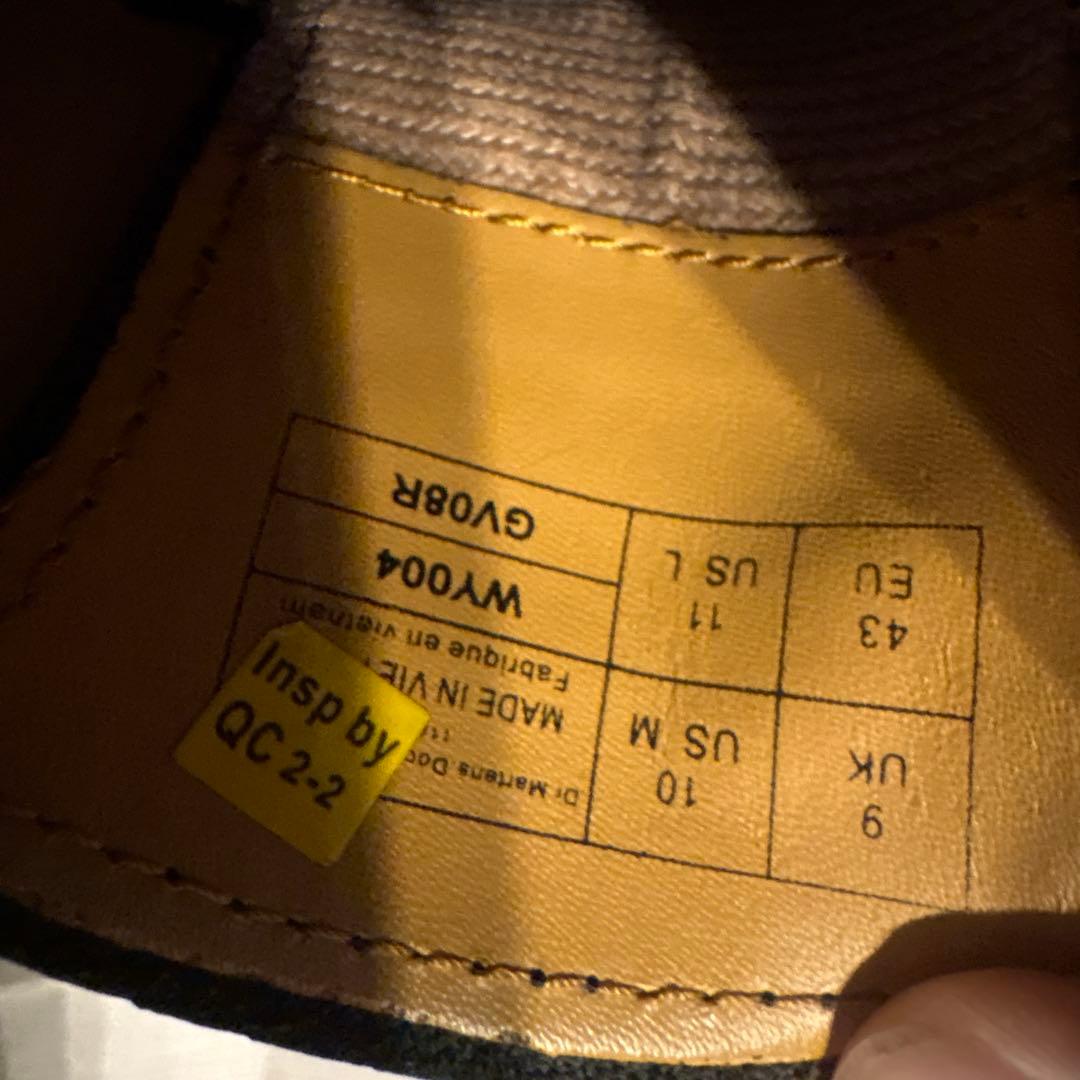 9
UK
10
US M
Dr Martens
MADE IN
Fabrique en vietnam
43
EU
11
US L
WY004
GV08R
Insp by
QC 2-2